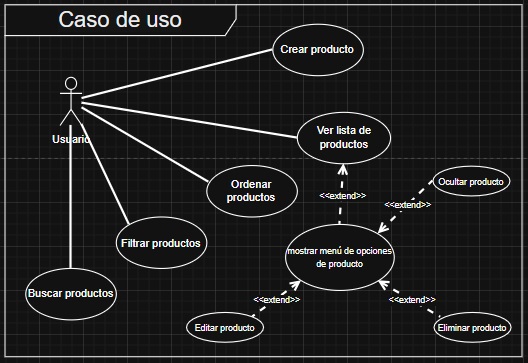 Caso de uso
Crear producto
Usuario
Ver lista de
productos
Ordenar
productos
<<extend>>
Ocultar producto
<<extend>>
Filtrar productos
mostrar menú de opciones
de producto
Buscar productos
<<extend>>
<<extend>>
Editar producto
Eliminar producto